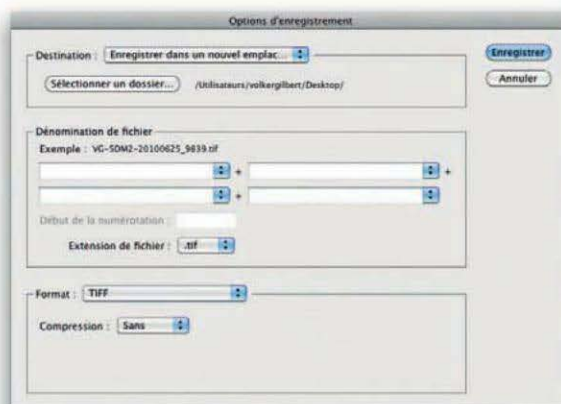 Options d'enregistrement
Destination : Enregistrer dans un nouvel emplac...
Enregistrer
Sélectionner un dossier... /Utilisateurs/volkergilbert/Desktop/
Annuler
Dénomination de fichier
Exemple : VG-5DM2-20100625_9839.tif
+ +
+
Début de la numérotation :
Extension de fichier : .tif
Format : TIFF
Compression : Sans